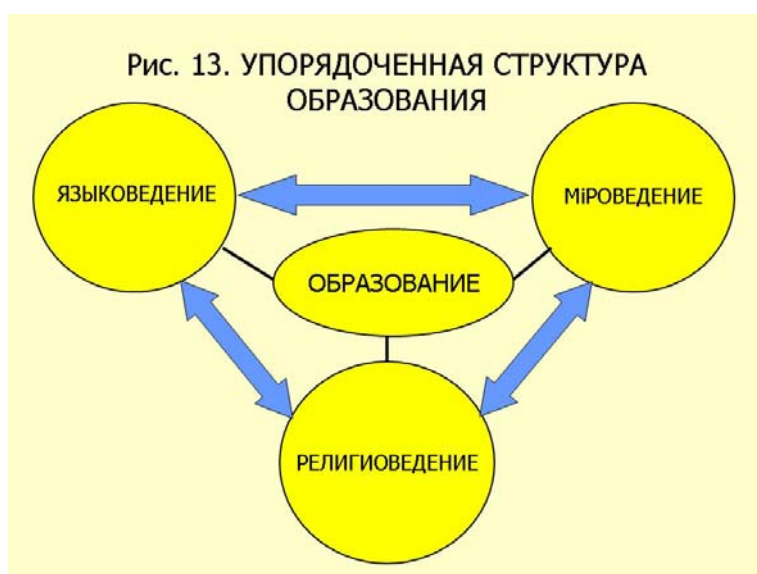 Рис. 13. УПОРЯДОЧЕННАЯ СТРУКТУРА
ОБРАЗОВАНИЯ
ЯЗЫКОВЕДЕНИЕ
МiРОВЕДЕНИЕ
ОБРАЗОВАНИЕ
РЕЛИГИОВЕДЕНИЕ